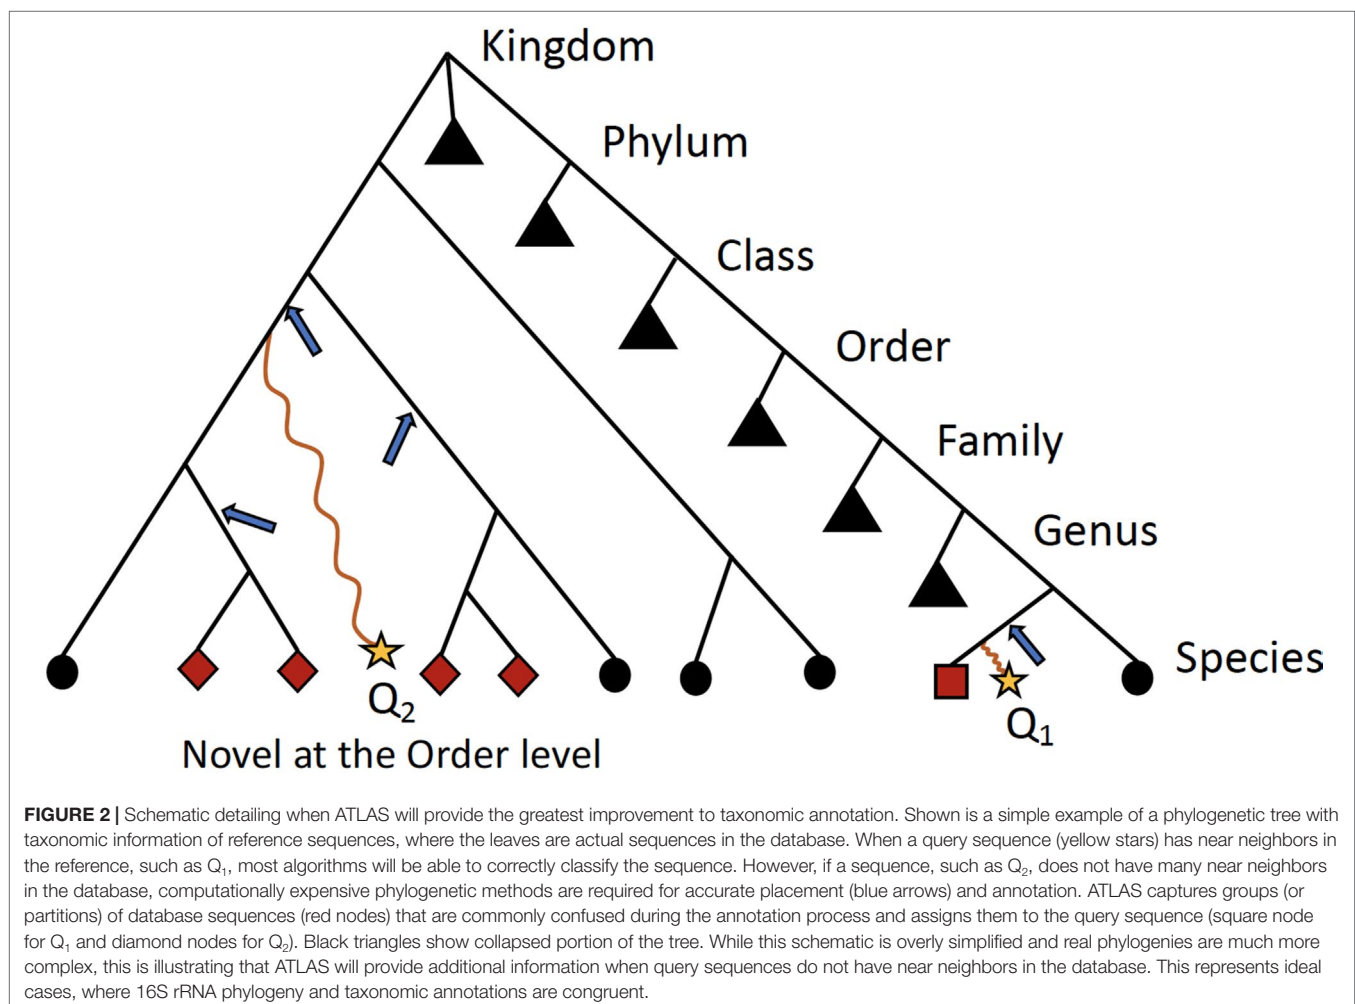 Kingdom
Phylum
Class
Order
Family
Genus
Species
Q2
Q1
Novel at the Order level
FIGURE 2 | Schematic detailing when ATLAS will provide the greatest improvement to taxonomic annotation. Shown is a simple example of a phylogenetic tree with
taxonomic information of reference sequences, where the leaves are actual sequences in the database. When a query sequence (yellow stars) has near neighbors in
the reference, such as Q1, most algorithms will be able to correctly classify the sequence. However, if a sequence, such as Q2, does not have many near neighbors
in the database, computationally expensive phylogenetic methods are required for accurate placement (blue arrows) and annotation. ATLAS captures groups (or
partitions) of database sequences (red nodes) that are commonly confused during the annotation process and assigns them to the query sequence (square node
for Q1 and diamond nodes for Q2). Black triangles show collapsed portion of the tree. While this schematic is overly simplified and real phylogenies are much more
complex, this is illustrating that ATLAS will provide additional information when query sequences do not have near neighbors in the database. This represents ideal
cases, where 16S rRNA phylogeny and taxonomic annotations are congruent.